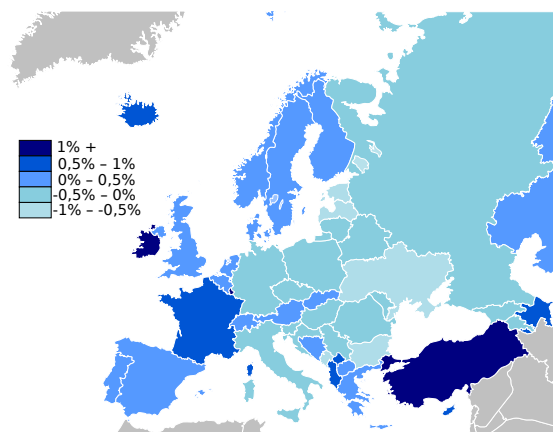 1% +
0,5% – 1%
0% – 0,5%
-0,5% – 0%
-1% – -0,5%